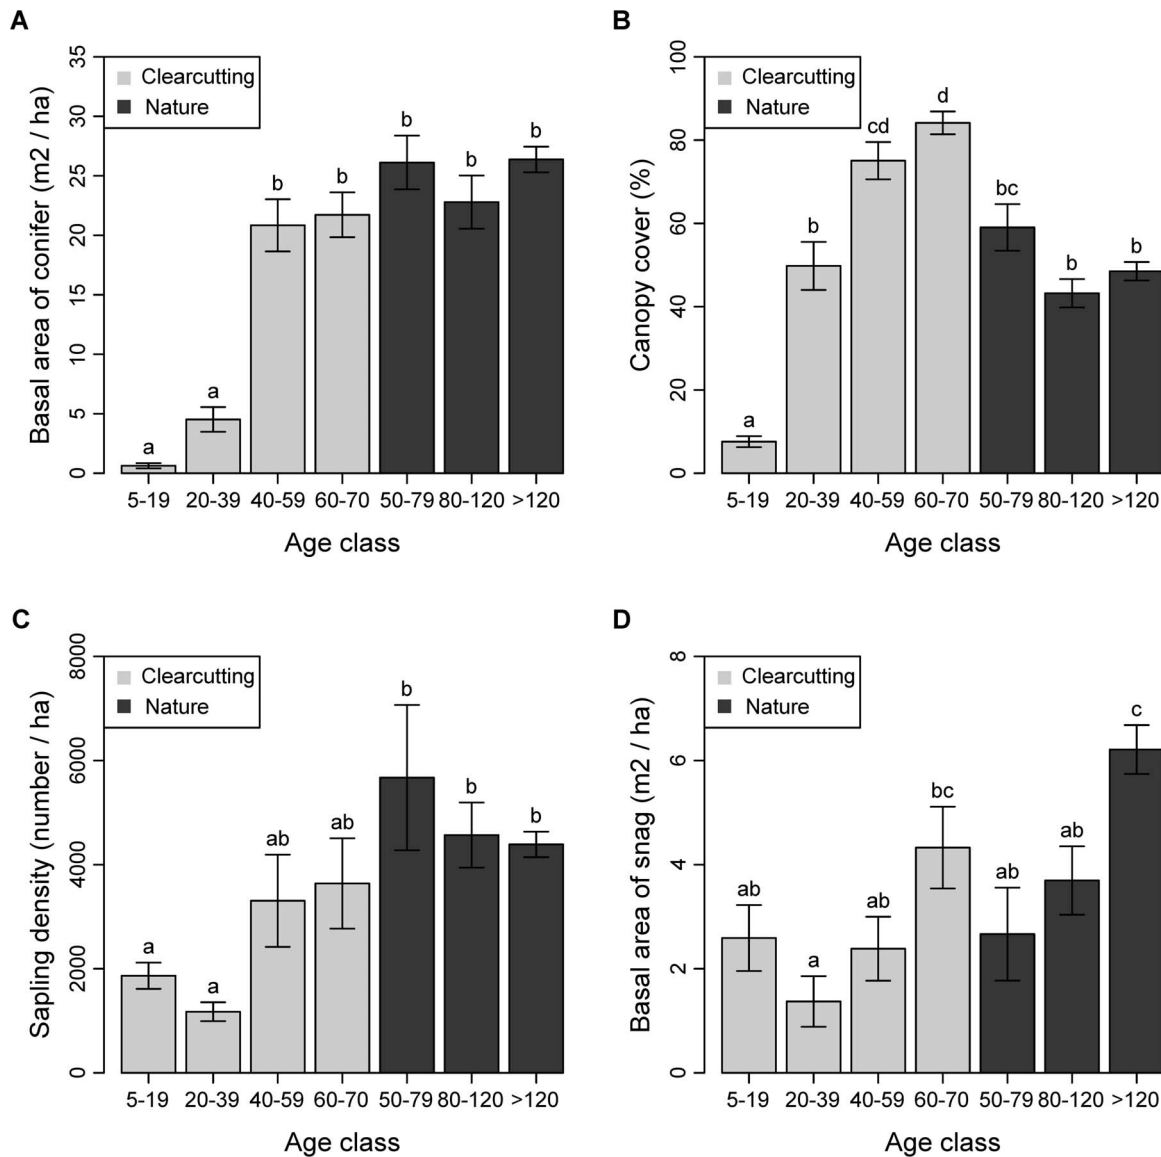 A
Basal area of conifer (m2 / ha)
0 5 10 15 20 25 30 35
Clearcutting
Nature
a a b b b b b
5-19 20-39 40-59 60-70 50-79 80-120 >120
Age class
B
Canopy cover (%)
0 20 40 60 80 100
Clearcutting
Nature
a b cd d bc b b
5-19 20-39 40-59 60-70 50-79 80-120 >120
Age class
C
Sapling density (number / ha)
0 2000 4000 6000 8000
Clearcutting
Nature
a a ab ab b b b
5-19 20-39 40-59 60-70 50-79 80-120 >120
Age class
D
Basal area of snag (m2 / ha)
0 2 4 6 8
Clearcutting
Nature
ab a ab bc ab ab c
5-19 20-39 40-59 60-70 50-79 80-120 >120
Age class